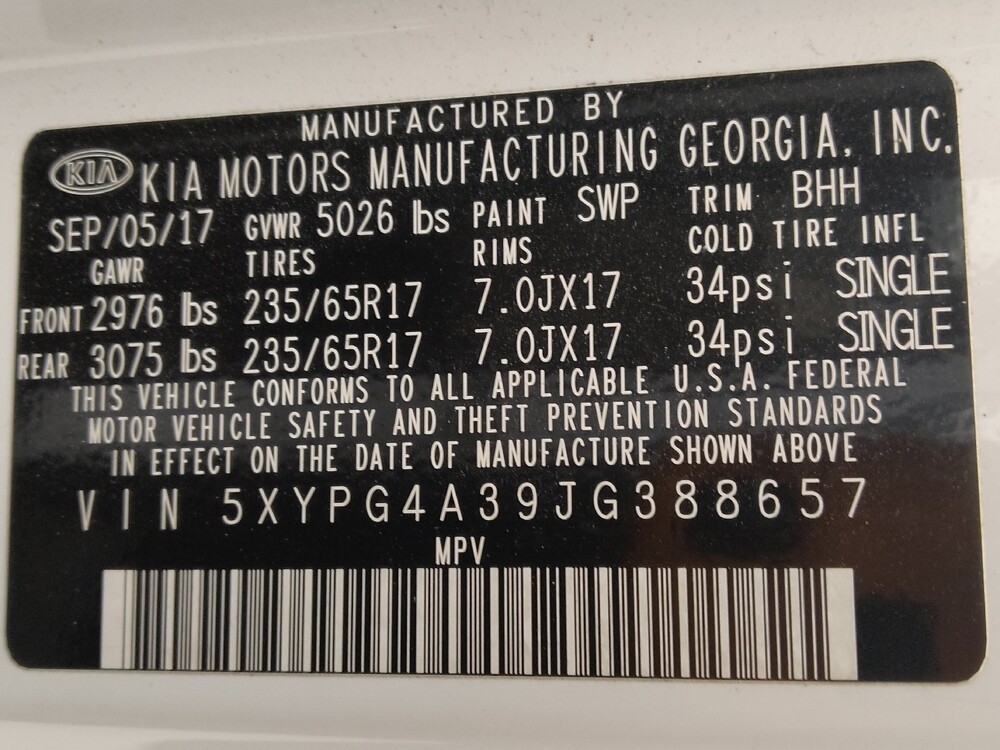 MANUFACTURED BY
KIA KIA MOTORS MANUFACTURING GEORGIA, INC.
SEP/05/17 GVWR 5026 lbs PAINT SWP TRIM BHH
GAWR TIRES RIMS COLD TIRE INFL
FRONT 2976 lbs 235/65R17 7.0JX17 34psi SINGLE
REAR 3075 lbs 235/65R17 7.0JX17 34psi SINGLE
THIS VEHICLE CONFORMS TO ALL APPLICABLE U.S.A. FEDERAL
MOTOR VEHICLE SAFETY AND THEFT PREVENTION STANDARDS
IN EFFECT ON THE DATE OF MANUFACTURE SHOWN ABOVE
VIN 5XYPG4A39JG388657
MPV